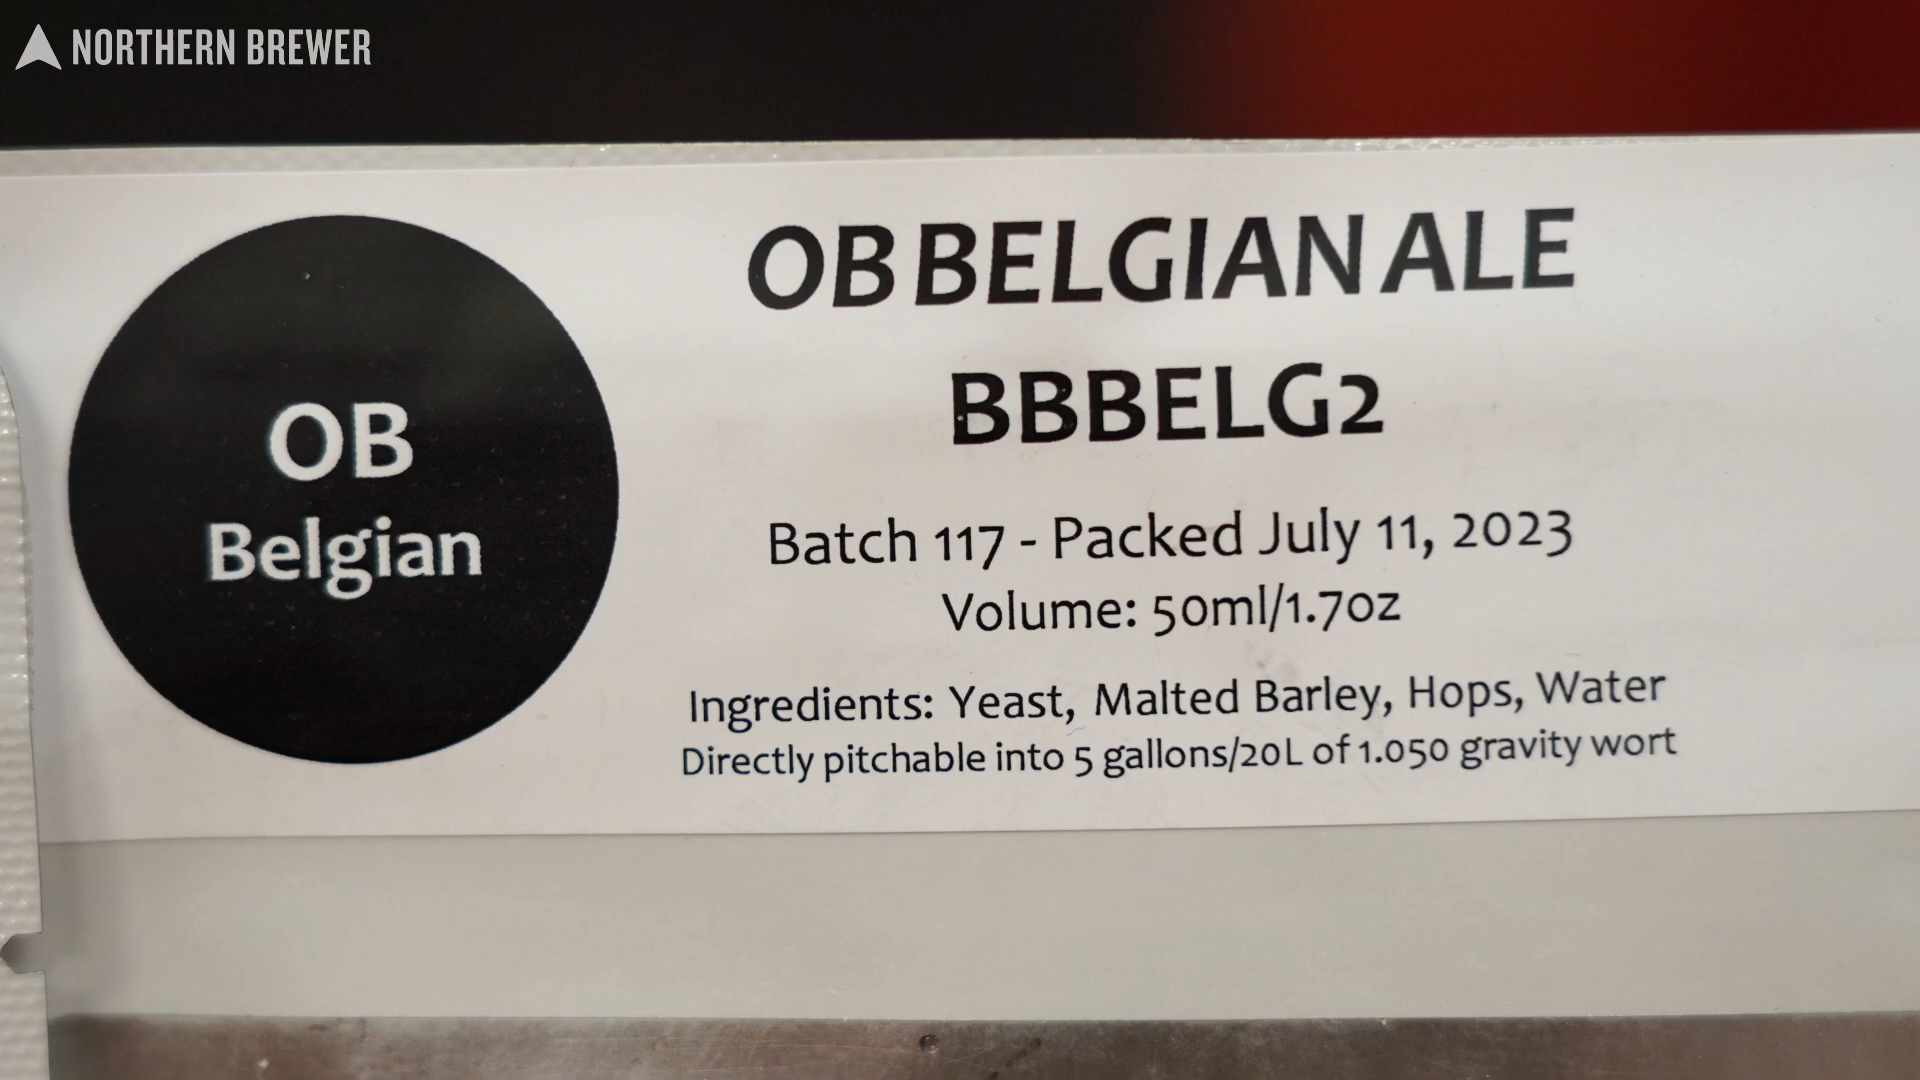 NORTHERN BREWER
OB BELGIAN ALE
BBBELG2
OB
Belgian
Batch 117 - Packed July 11, 2023
Volume: 50ml/1.7oz
Ingredients: Yeast, Malted Barley, Hops, Water
Directly pitchable into 5 gallons/20L of 1.050 gravity wort